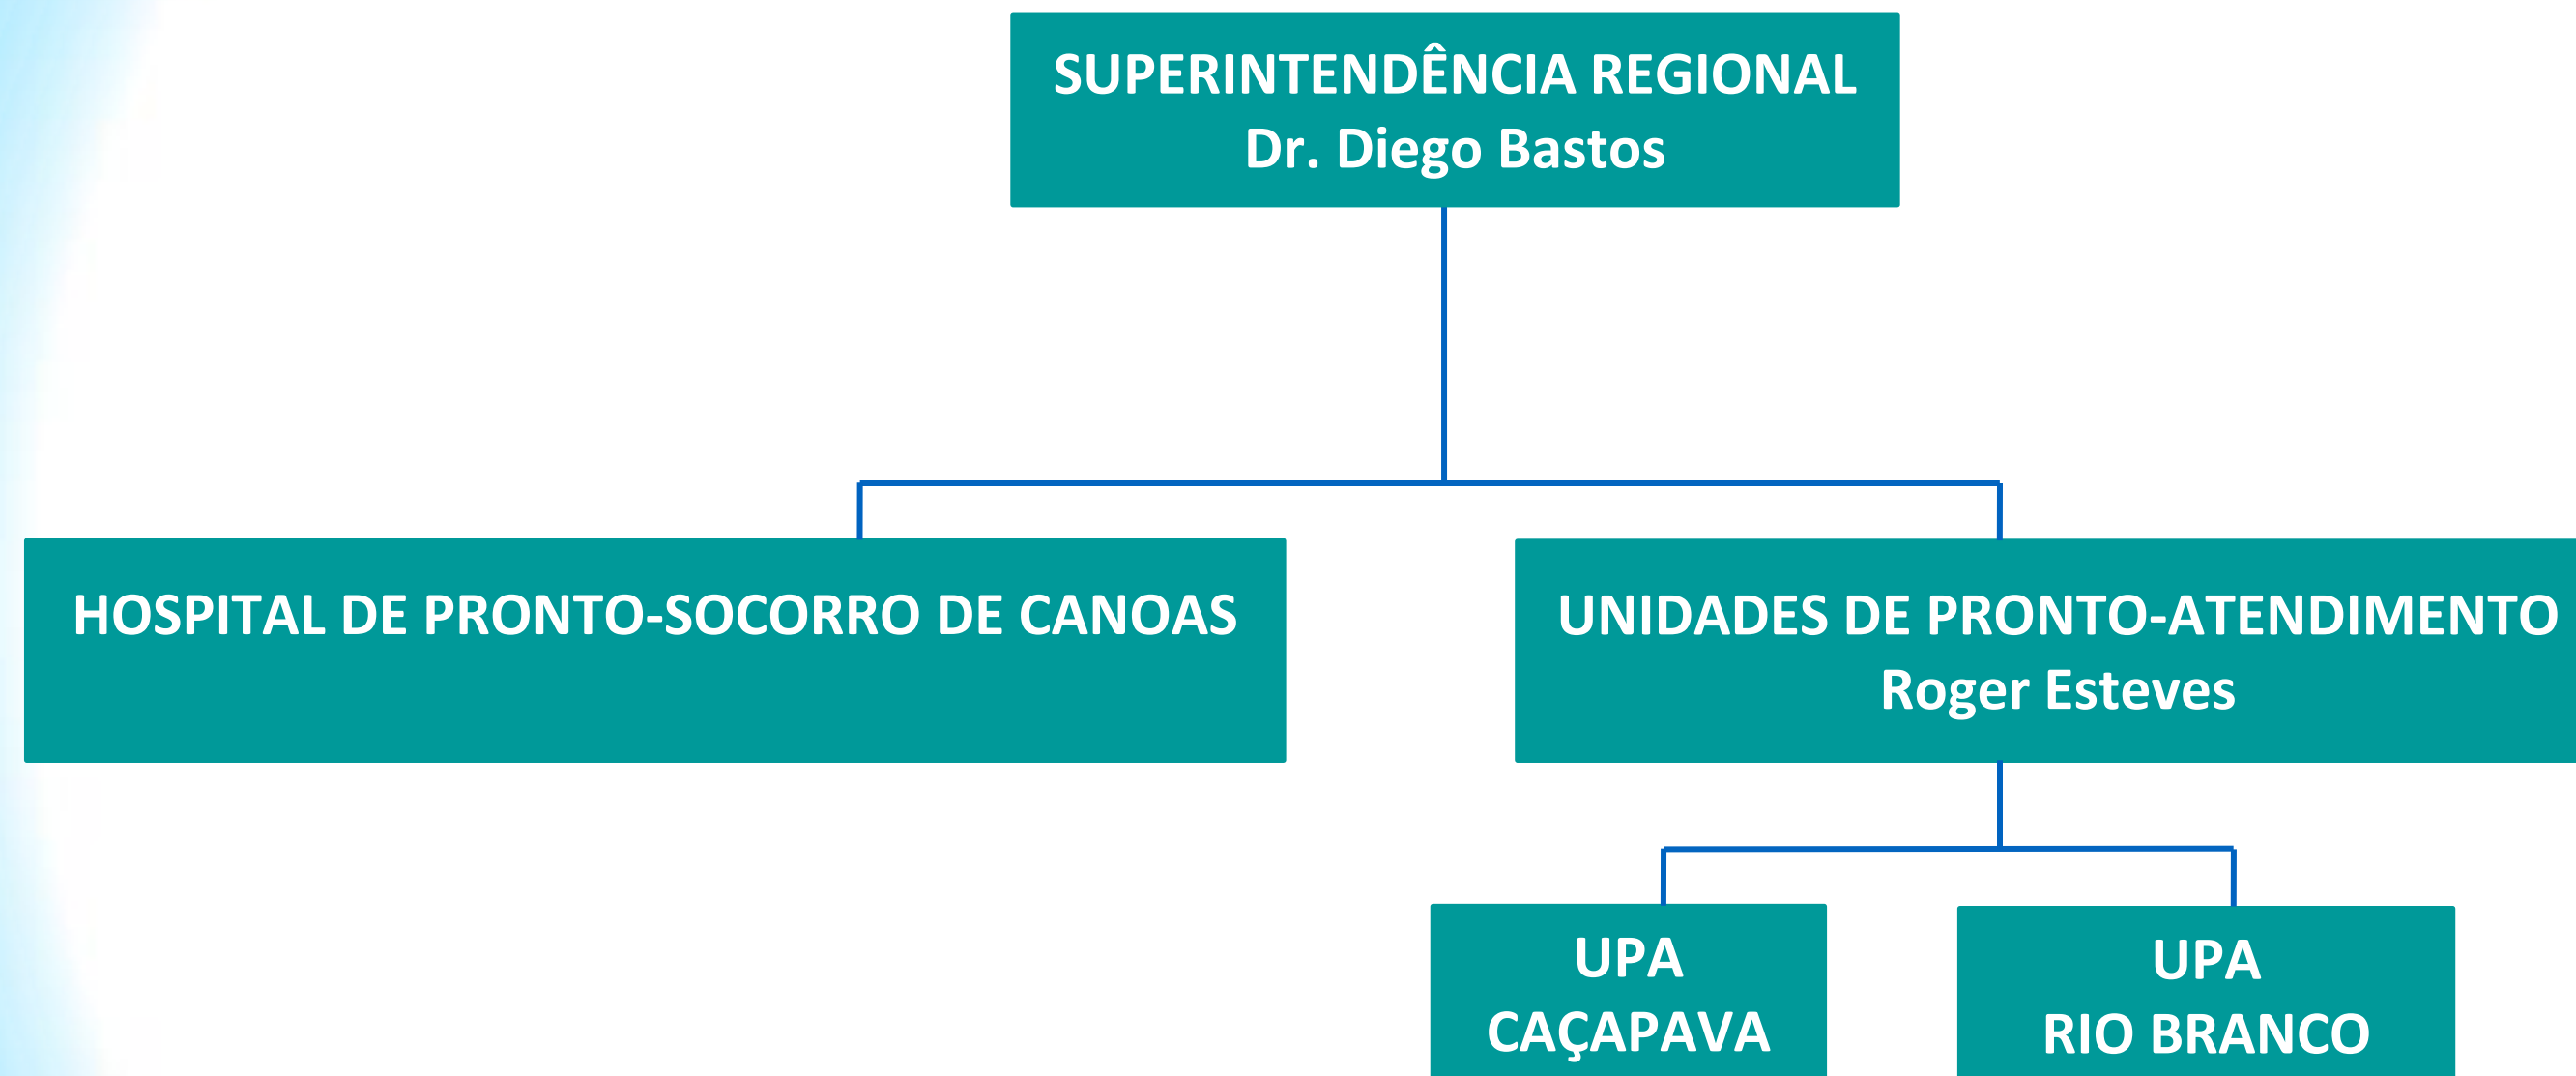 SUPERINTENDÊNCIA REGIONAL
Dr. Diego Bastos
HOSPITAL DE PRONTO-SOCORRO DE CANOAS
UNIDADES DE PRONTO-ATENDIMENTO
Roger Esteves
UPA
CAÇAPAVA
UPA
RIO BRANCO